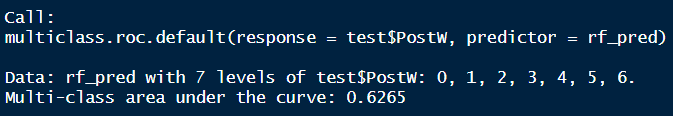 Call:
multiclass.roc.default(response = test$PostW, predictor = rf_pred)
Data: rf_pred with 7 levels of test$PostW: 0, 1, 2, 3, 4, 5, 6.
Multi-class area under the curve: 0.6265